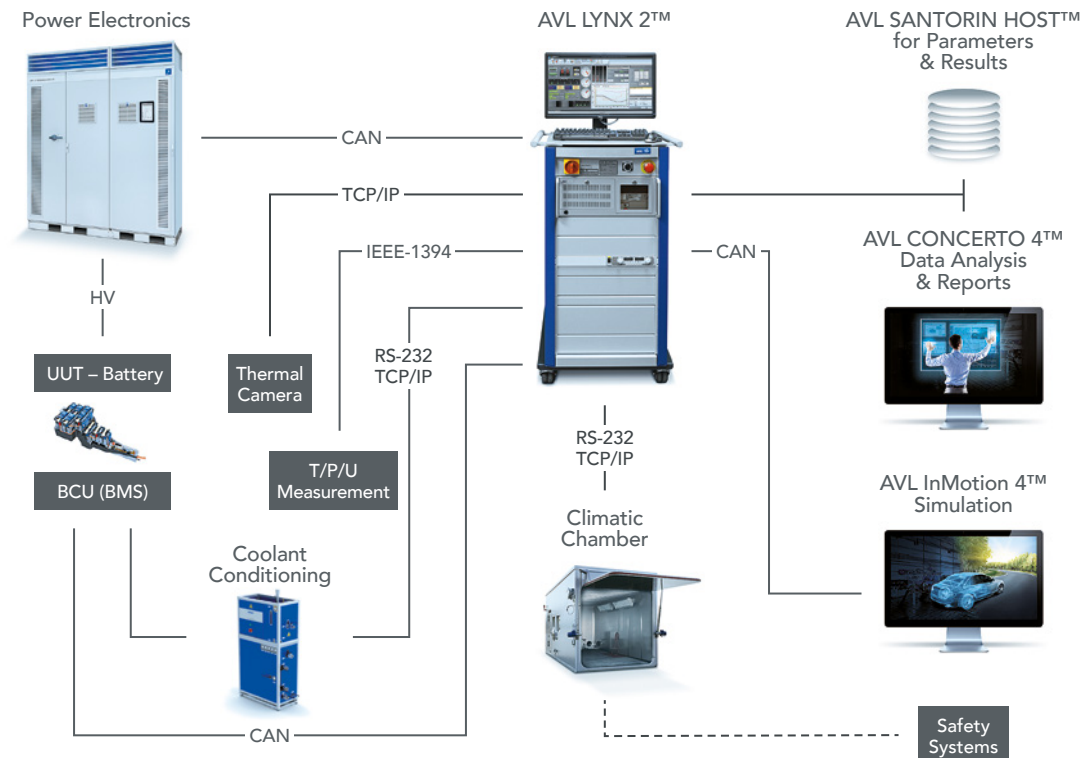 Power Electronics
AVL LYNX 2™
AVL SANTORIN HOST™
for Parameters
& Results
CAN
TCP/IP
IEEE-1394
CAN
AVL CONCERTO 4™
Data Analysis
& Reports
HV
RS-232
TCP/IP
UUT – Battery
Thermal
Camera
RS-232
TCP/IP
T/P/U
Measurement
BCU (BMS)
AVL InMotion 4™
Simulation
Climatic
Chamber
Coolant
Conditioning
CAN
Safety
Systems